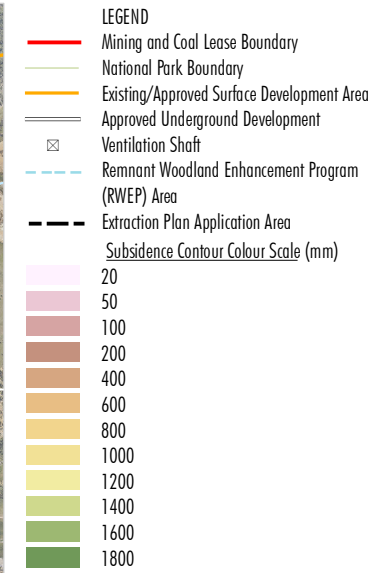 LEGEND
Mining and Coal Lease Boundary
National Park Boundary
Existing/Approved Surface Development Area
Approved Underground Development
Ventilation Shaft
Remnant Woodland Enhancement Program
(RWEP) Area
Extraction Plan Application Area
Subsidence Contour Colour Scale (mm)
20
50
100
200
400
600
800
1000
1200
1400
1600
1800